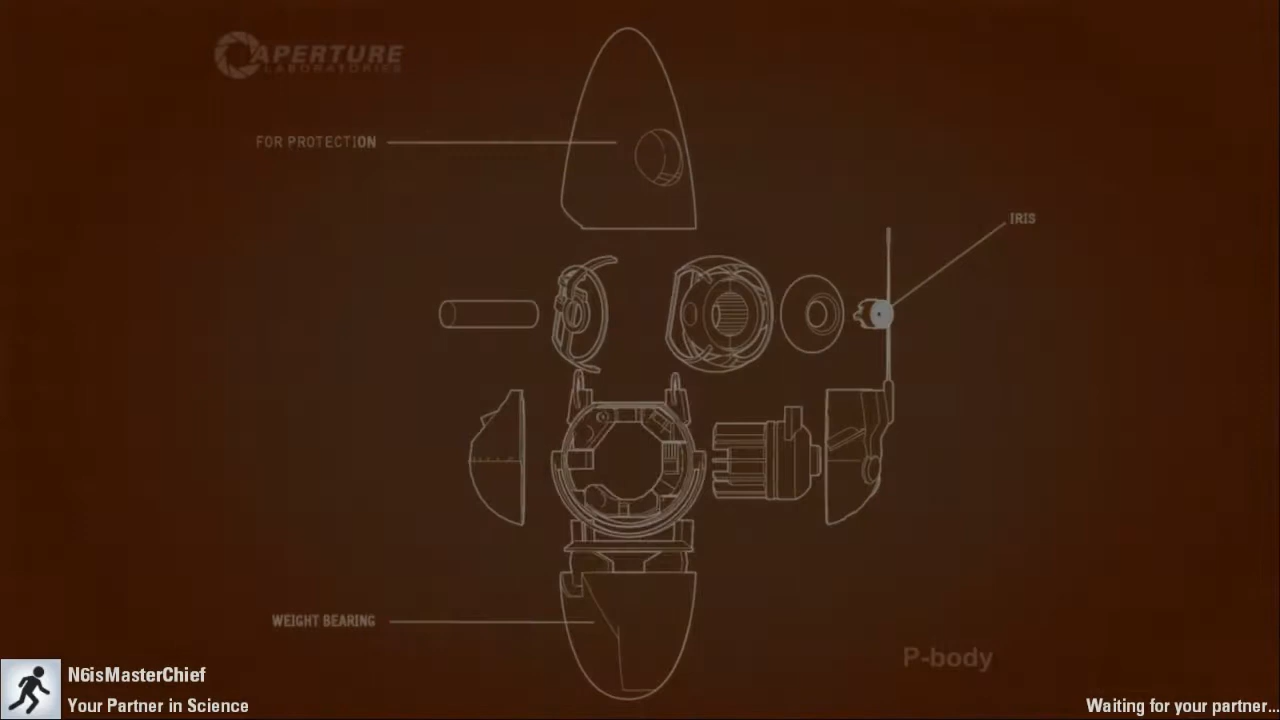 APERTURE
LABORATORIES
FOR PROTECTION
IRIS
WEIGHT BEARING
P-body
N6isMasterChief
Your Partner in Science
Waiting for your partner...